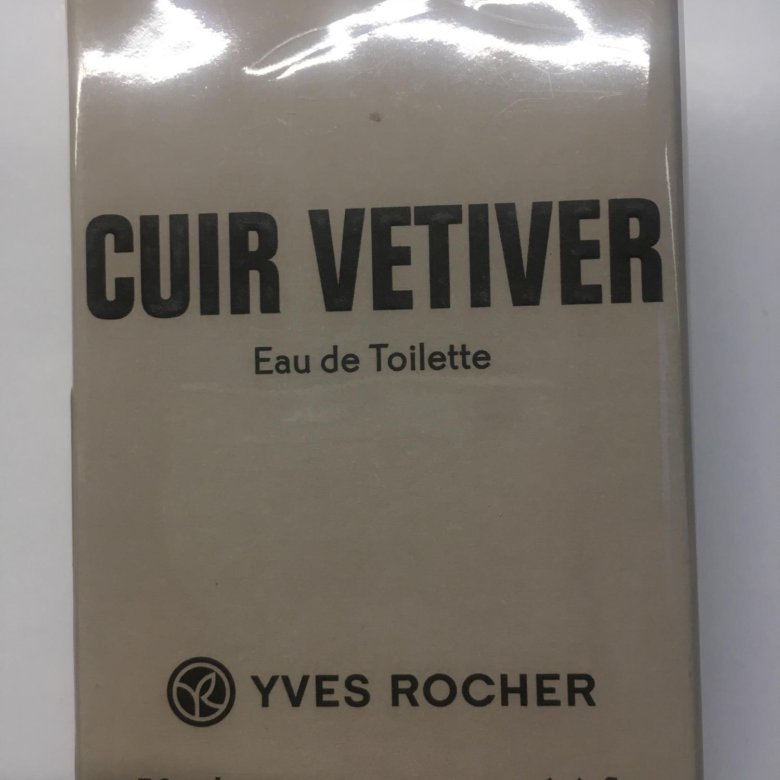 CUIR VETIVER
Eau de Toilette
YVES ROCHER